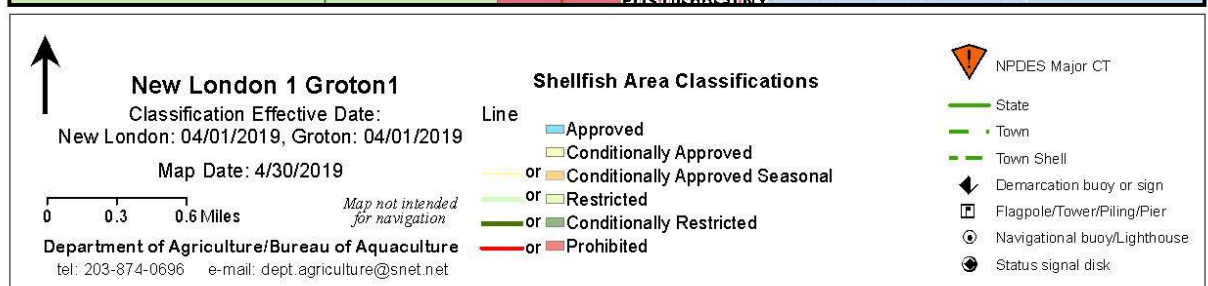 New London 1 Groton1
Classification Effective Date:
New London: 04/01/2019, Groton: 04/01/2019
Map Date: 4/30/2019
0 0.3 0.6 Miles
Map not intended
for navigation
Department of Agriculture/Bureau of Aquaculture
tel: 203-874-0696 e-mail: dept.agriculture@snet.net
Shellfish Area Classifications
Line
Approved
Conditionally Approved
or Conditionally Approved Seasonal
or Restricted
or Conditionally Restricted
or Prohibited
NPDES Major CT
State
Town
Town Shell
Demarcation buoy or sign
Flagpole/Tower/Piling/Pier
Navigational buoy/Lighthouse
Status signal disk